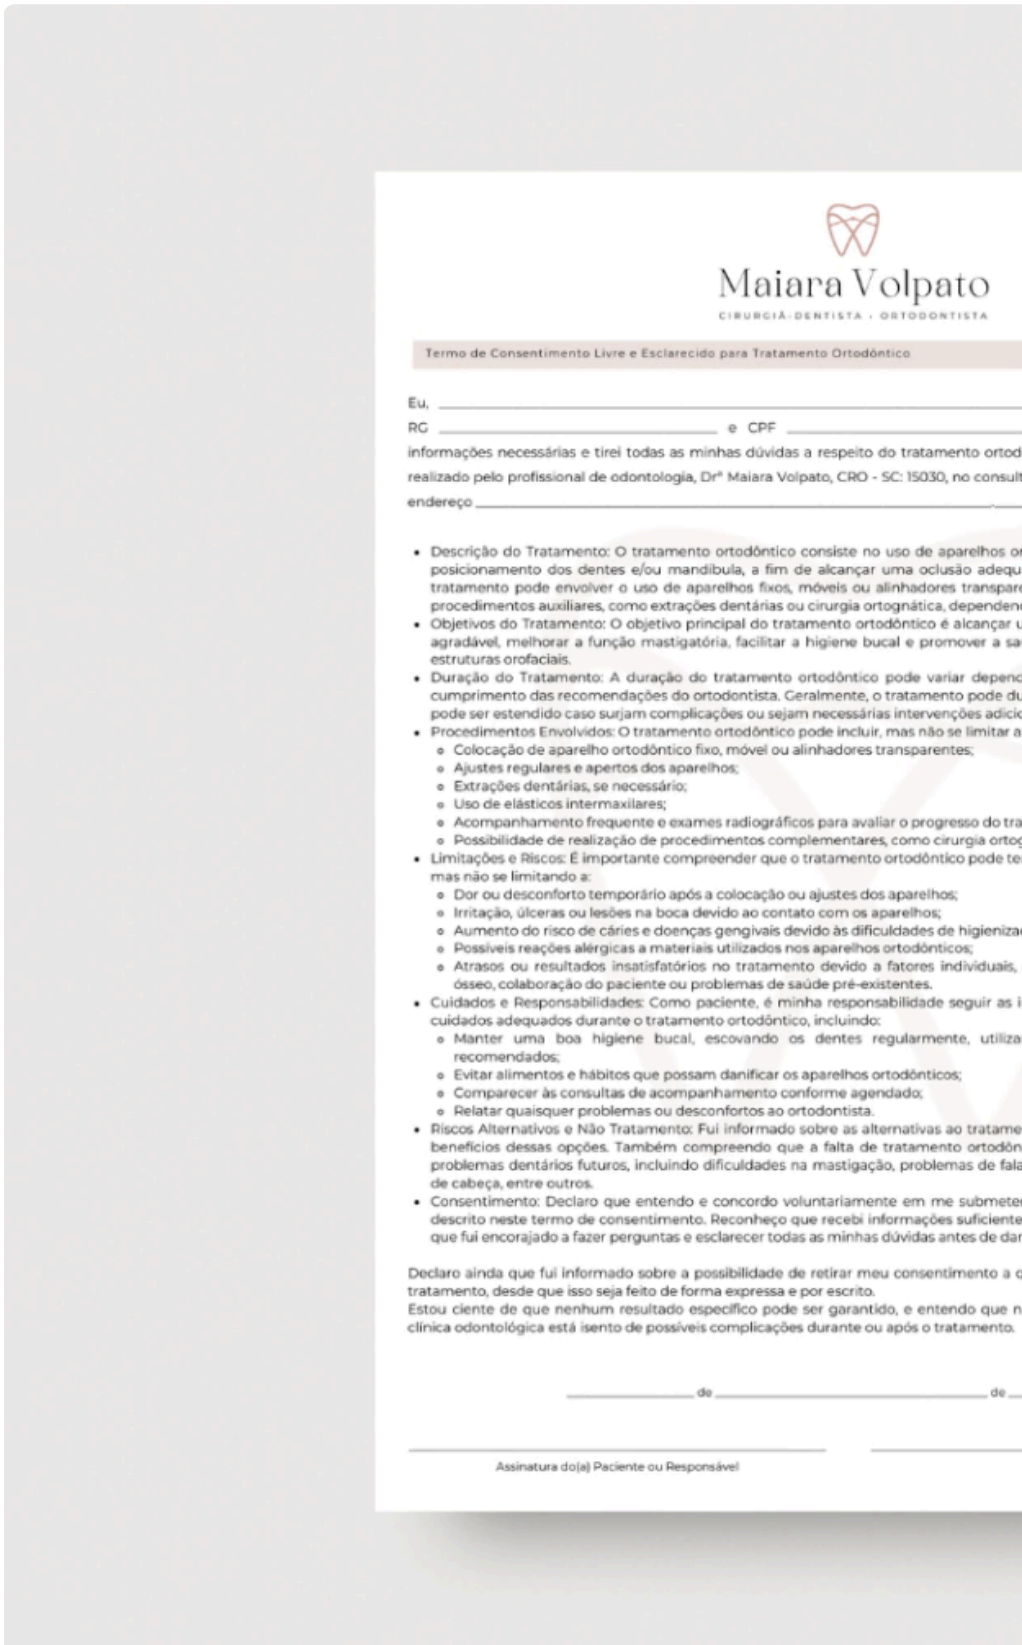 Maiara Volpato
CIRURGIÃ-DENTISTA · ORTODONTISTA
Termo de Consentimento Livre e Esclarecido para Tratamento Ortodôntico
Eu,
RG e CPF
informações necessárias e tirei todas as minhas dúvidas a respeito do tratamento ortod
realizado pelo profissional de odontologia, Drª Maiara Volpato, CRO - SC: 15030, no consult
endereço
• Descrição do Tratamento: O tratamento ortodôntico consiste no uso de aparelhos or
posicionamento dos dentes e/ou mandíbula, a fim de alcançar uma oclusão adequ
tratamento pode envolver o uso de aparelhos fixos, móveis ou alinhadores transpare
procedimentos auxiliares, como extrações dentárias ou cirurgia ortognática, dependend
• Objetivos do Tratamento: O objetivo principal do tratamento ortodôntico é alcançar u
agradável, melhorar a função mastigatória, facilitar a higiene bucal e promover a sa
estruturas orofaciais.
• Duração do Tratamento: A duração do tratamento ortodôntico pode variar depend
cumprimento das recomendações do ortodontista. Geralmente, o tratamento pode du
pode ser estendido caso surjam complicações ou sejam necessárias intervenções adicio
• Procedimentos Envolvidos: O tratamento ortodôntico pode incluir, mas não se limitar a
Colocação de aparelho ortodôntico fixo, móvel ou alinhadores transparentes;
Ajustes regulares e apertos dos aparelhos;
Extrações dentárias, se necessário;
Uso de elásticos intermaxilares;
Acompanhamento frequente e exames radiográficos para avaliar o progresso do tra
Possibilidade de realização de procedimentos complementares, como cirurgia ortog
• Limitações e Riscos: É importante compreender que o tratamento ortodôntico pode te
mas não se limitando a:
Dor ou desconforto temporário após a colocação ou ajustes dos aparelhos;
Irritação, úlceras ou lesões na boca devido ao contato com os aparelhos;
Aumento do risco de cáries e doenças gengivais devido às dificuldades de higieniza
Possíveis reações alérgicas a materiais utilizados nos aparelhos ortodônticos;
Atrasos ou resultados insatisfatórios no tratamento devido a fatores individuais,
ósseo, colaboração do paciente ou problemas de saúde pré-existentes.
• Cuidados e Responsabilidades: Como paciente, é minha responsabilidade seguir as i
cuidados adequados durante o tratamento ortodôntico, incluindo:
Manter uma boa higiene bucal, escovando os dentes regularmente, utiliza
recomendados;
Evitar alimentos e hábitos que possam danificar os aparelhos ortodônticos;
Comparecer às consultas de acompanhamento conforme agendado;
Relatar quaisquer problemas ou desconfortos ao ortodontista.
• Riscos Alternativos e Não Tratamento: Fui informado sobre as alternativas ao tratame
benefícios dessas opções. Também compreendo que a falta de tratamento ortodôn
problemas dentários futuros, incluindo dificuldades na mastigação, problemas de fala
de cabeça, entre outros.
• Consentimento: Declaro que entendo e concordo voluntariamente em me submeter
descrito neste termo de consentimento. Reconheço que recebi informações suficiente
que fui encorajado a fazer perguntas e esclarecer todas as minhas dúvidas antes de dar
Declaro ainda que fui informado sobre a possibilidade de retirar meu consentimento a q
tratamento, desde que isso seja feito de forma expressa e por escrito.
Estou ciente de que nenhum resultado específico pode ser garantido, e entendo que n
clínica odontológica está isento de possíveis complicações durante ou após o tratamento.
de de
Assinatura do(a) Paciente ou Responsável